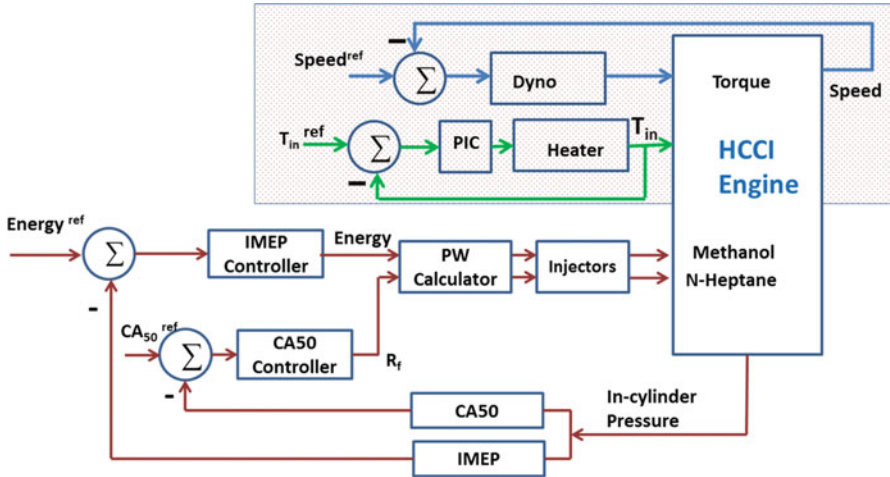 Speed^ref
−
Σ
Dyno
Torque
Speed
T_in ^ref
−
Σ
PIC
Heater
T_in
HCCI
Engine
Energy ^ref
-
Σ
IMEP
Controller
Energy
PW
Calculator
Injectors
Methanol
N-Heptane
CA₅₀ ^ref
-
Σ
CA50
Controller
R_f
CA50
IMEP
In-cylinder
Pressure